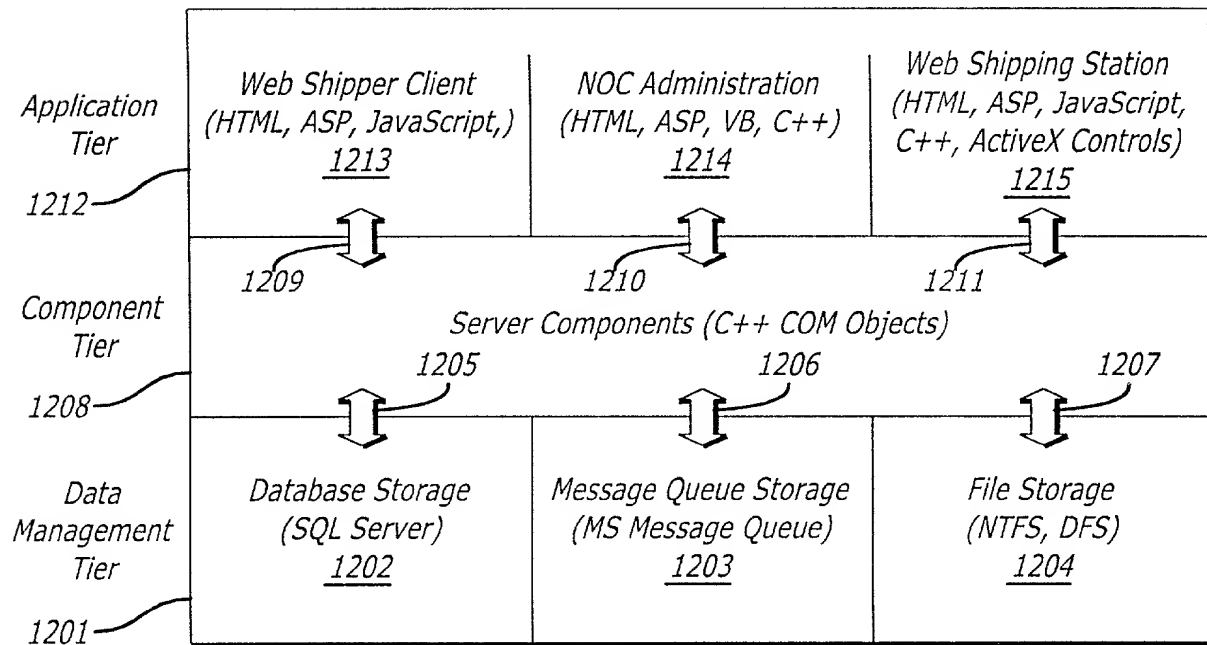 Application
Tier
1212
Web Shipper Client
(HTML, ASP, JavaScript,)
1213
NOC Administration
(HTML, ASP, VB, C++)
1214
Web Shipping Station
(HTML, ASP, JavaScript,
C++, ActiveX Controls)
1215
1209
1210
1211
Component
Tier
1208
Server Components (C++ COM Objects)
1205
1206
1207
Data
Management
Tier
1201
Database Storage
(SQL Server)
1202
Message Queue Storage
(MS Message Queue)
1203
File Storage
(NTFS, DFS)
1204